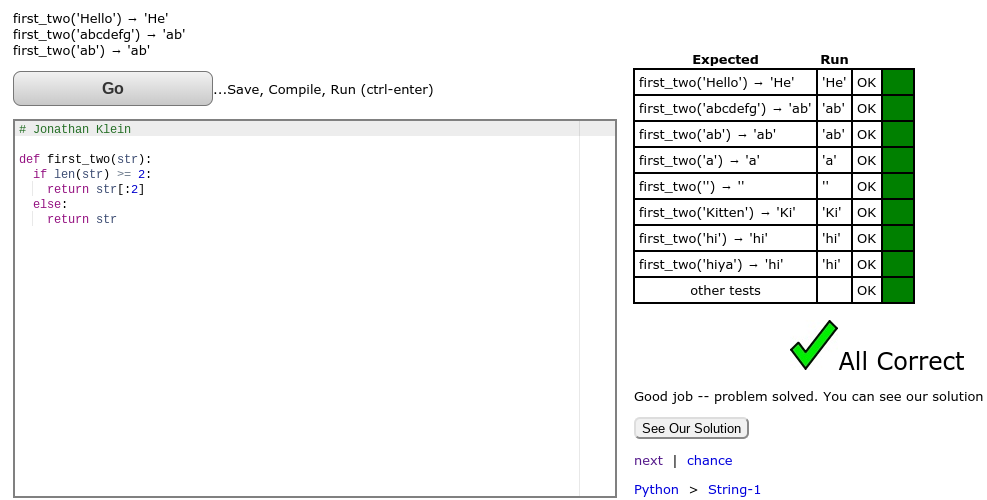 first_two('Hello') → 'He'
first_two('abcdefg') → 'ab'
first_two('ab') → 'ab'
Go ...Save, Compile, Run (ctrl-enter)
# Jonathan Klein
def first_two(str):
if len(str) >= 2:
return str[:2]
else:
return str
Expected Run
first_two('Hello') → 'He' 'He' OK
first_two('abcdefg') → 'ab' 'ab' OK
first_two('ab') → 'ab' 'ab' OK
first_two('a') → 'a' 'a' OK
first_two('') → '' '' OK
first_two('Kitten') → 'Ki' 'Ki' OK
first_two('hi') → 'hi' 'hi' OK
first_two('hiya') → 'hi' 'hi' OK
other tests OK
All Correct
Good job -- problem solved. You can see our solution
See Our Solution
next | chance
Python > String-1